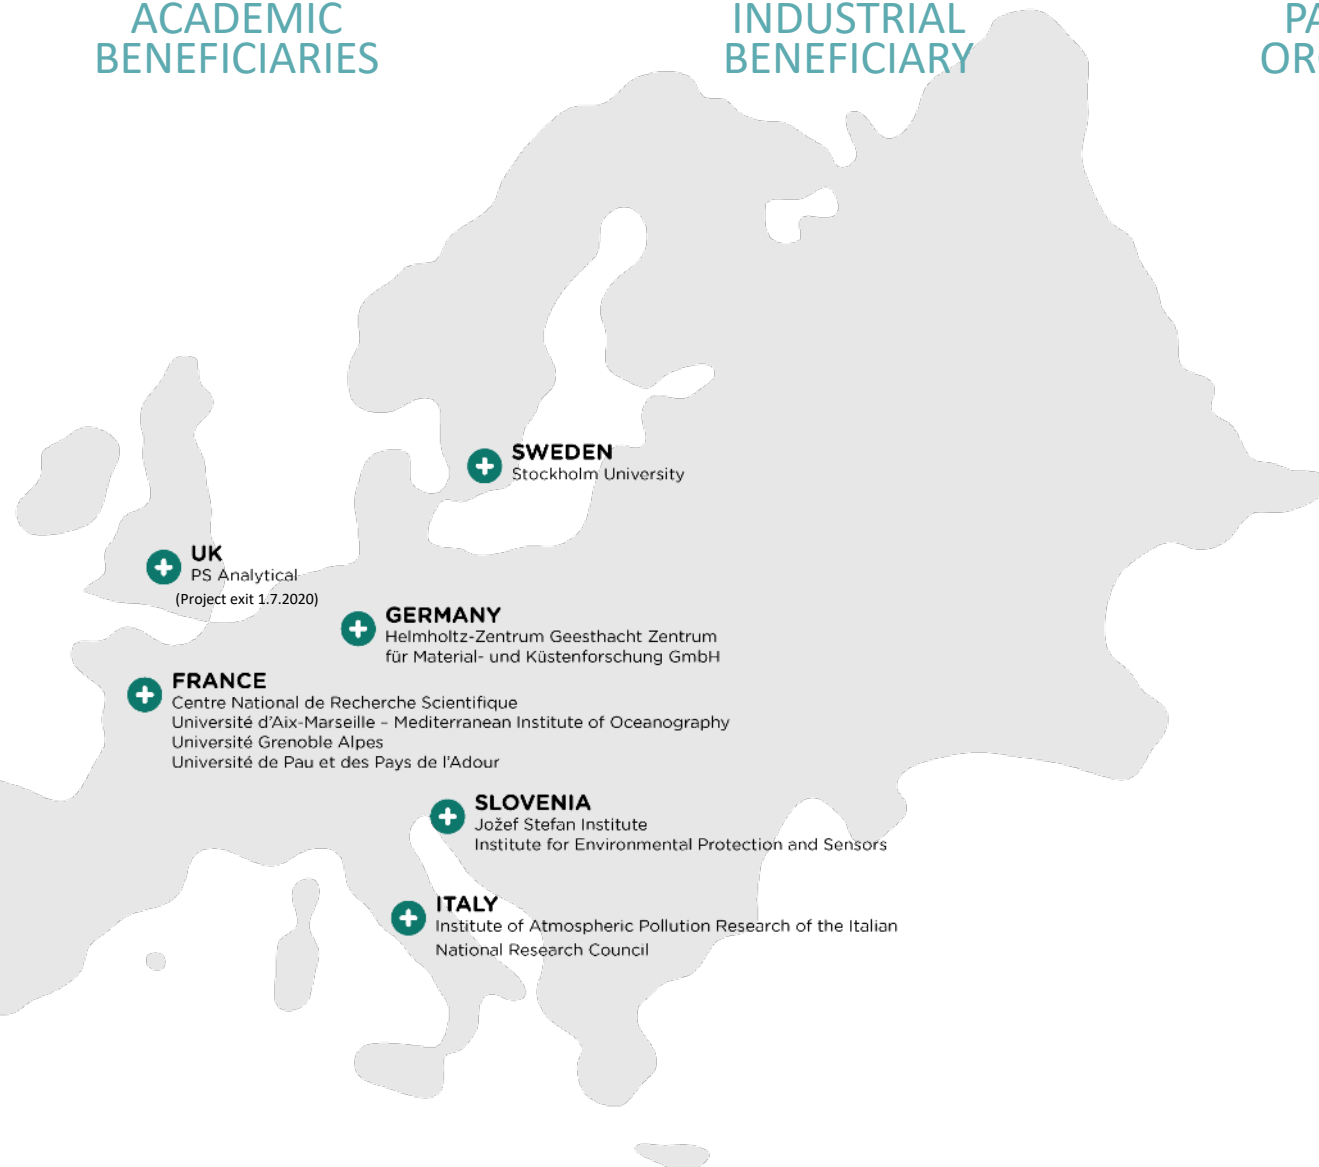 ACADEMIC
BENEFICIARIES
INDUSTRIAL
BENEFICIARY
SWEDEN
Stockholm University
UK
PS Analytical
(Project exit 1.7.2020)
GERMANY
Helmholtz-Zentrum Geesthacht Zentrum
für Material- und Küstenforschung GmbH
FRANCE
Centre National de Recherche Scientifique
Université d'Aix-Marseille – Mediterranean Institute of Oceanography
Université Grenoble Alpes
Université de Pau et des Pays de l'Adour
SLOVENIA
Jožef Stefan Institute
Institute for Environmental Protection and Sensors
ITALY
Institute of Atmospheric Pollution Research of the Italian
National Research Council